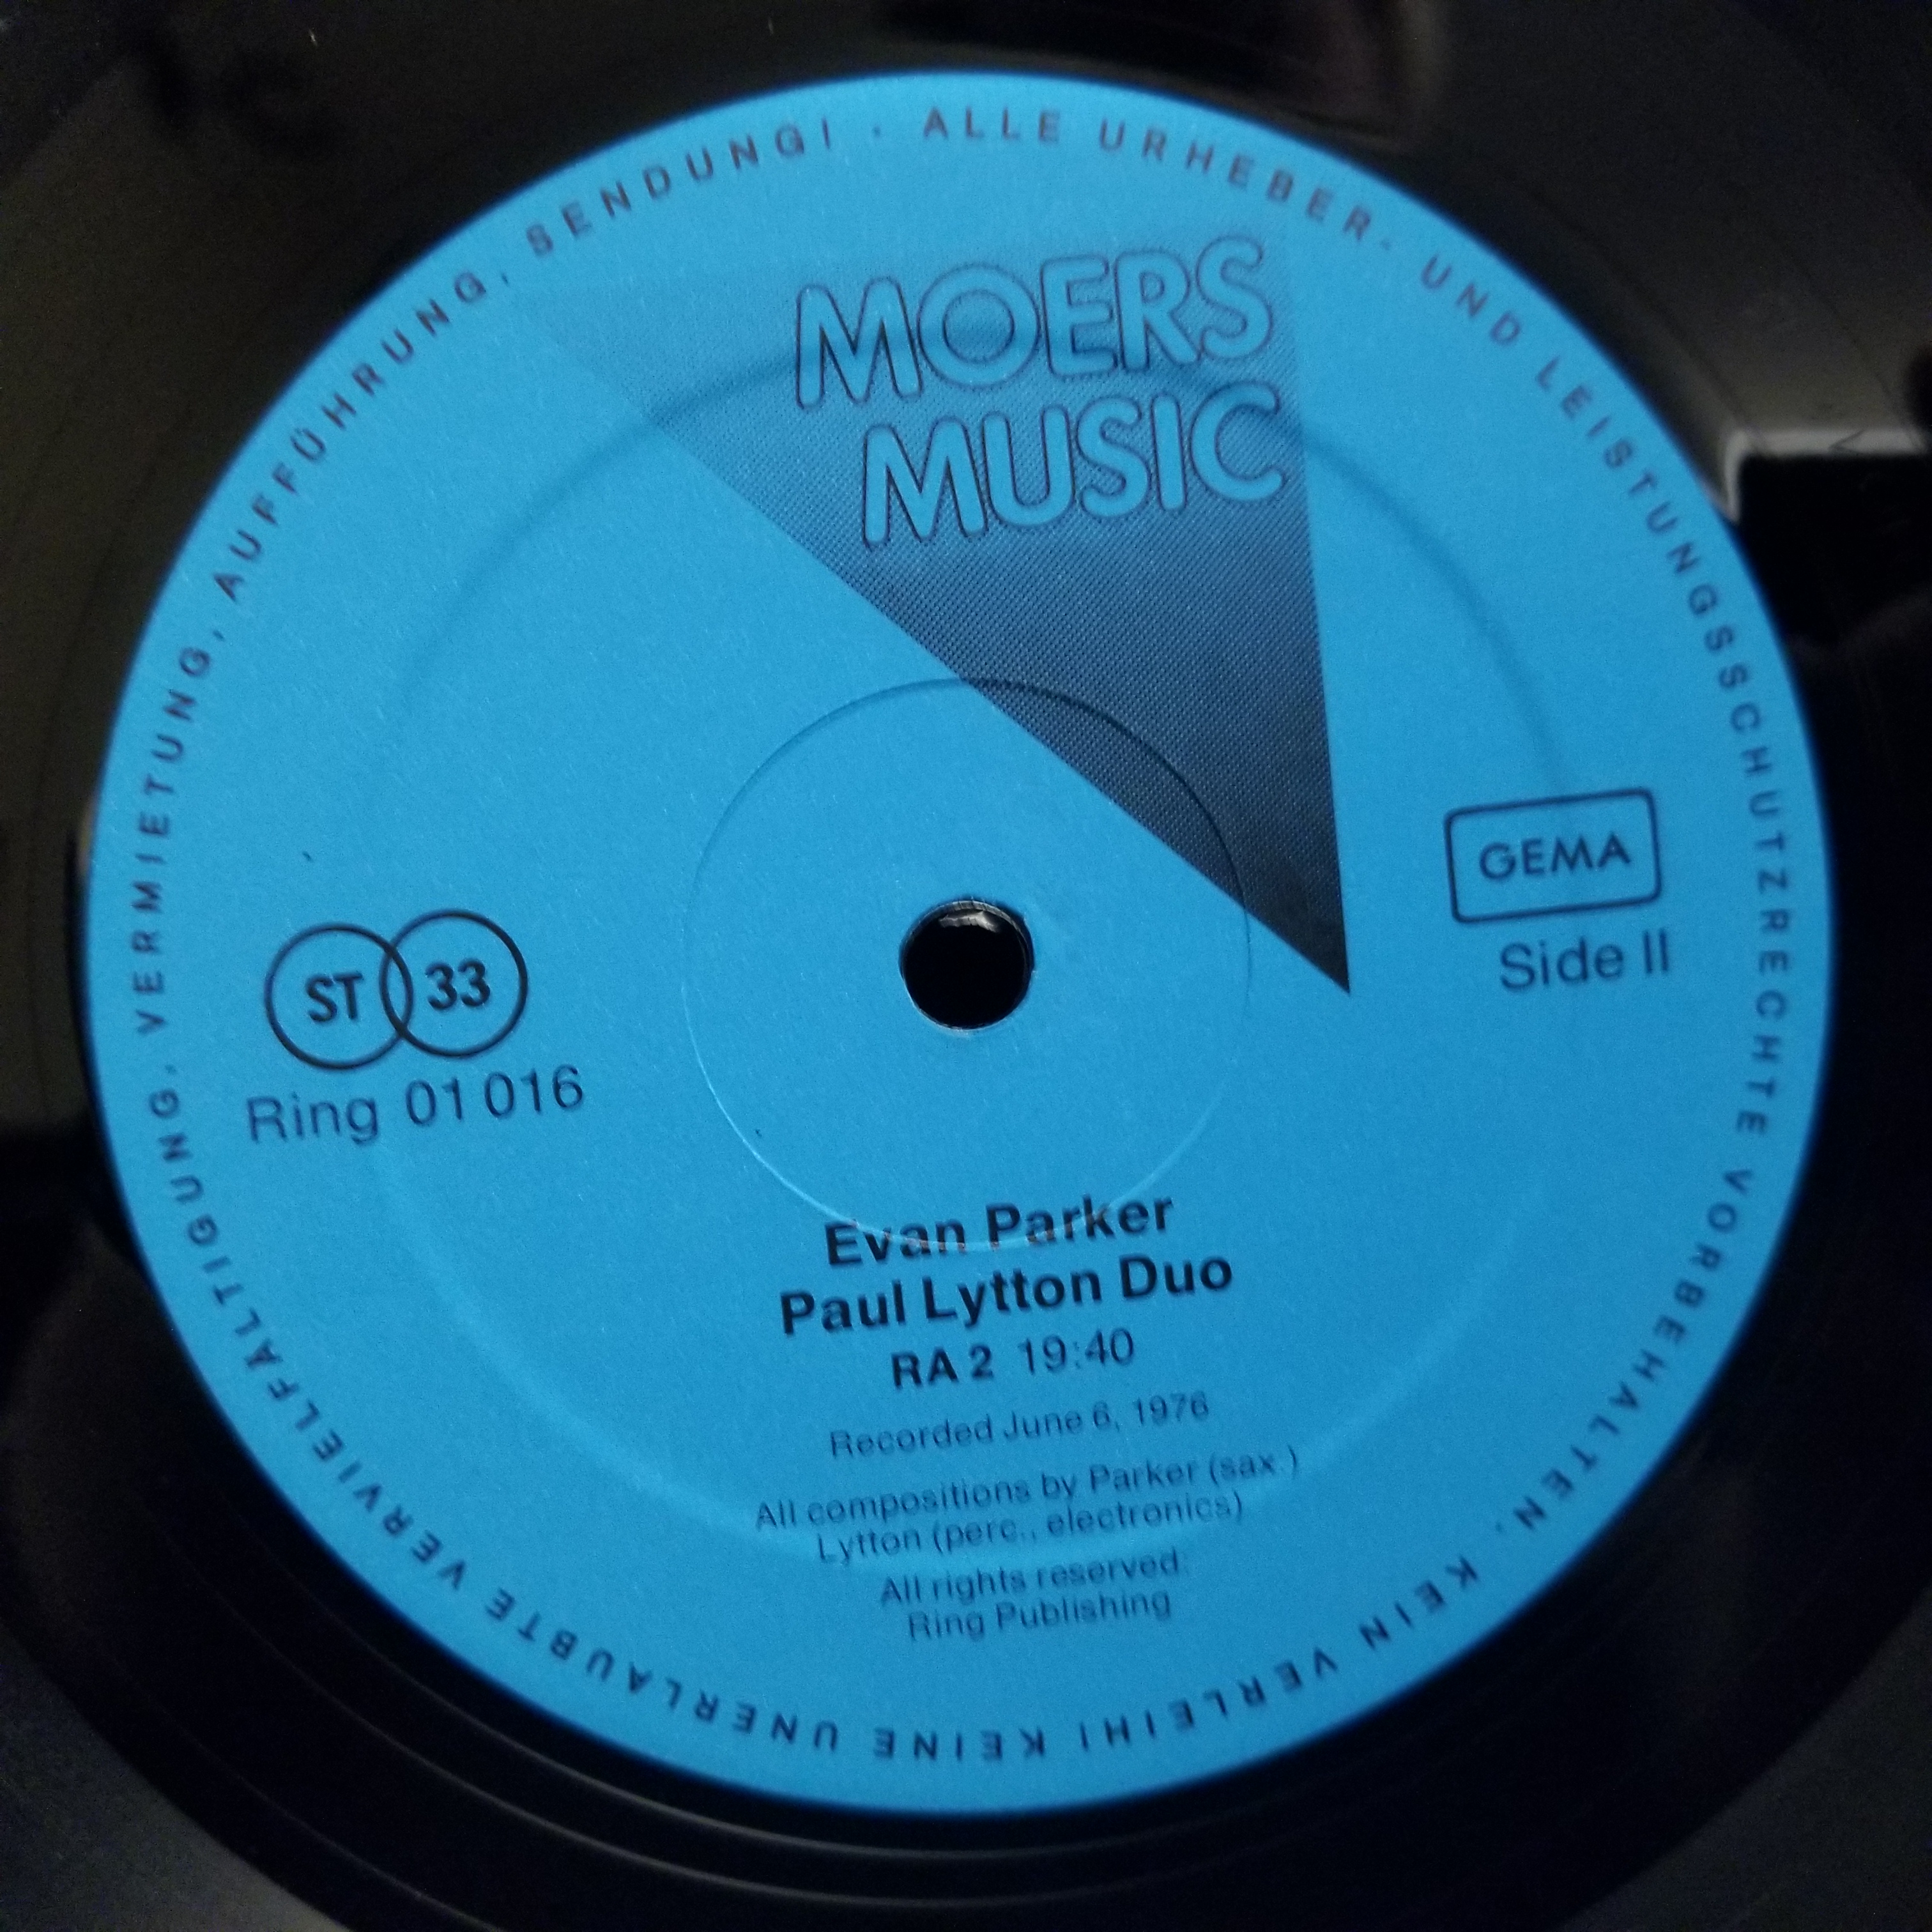 ALLE URHEBER- UND LEISTUNGSSCHUTZRECHTE VORBEHALTEN. KEIN VERLEIH! KEINE UNERLAUBTE VERVIELFÄLTIGUNG, VERMIETUNG, AUFFÜHRUNG, SENDUNG! ·
MOERS
MUSIC
GEMA
Side II
ST 33
Ring 01 016
Evan Parker
Paul Lytton Duo
RA 2 19:40
Recorded June 6, 1976
All compositions by Parker (sax.)
Lytton (perc., electronics)
All rights reserved:
Ring Publishing